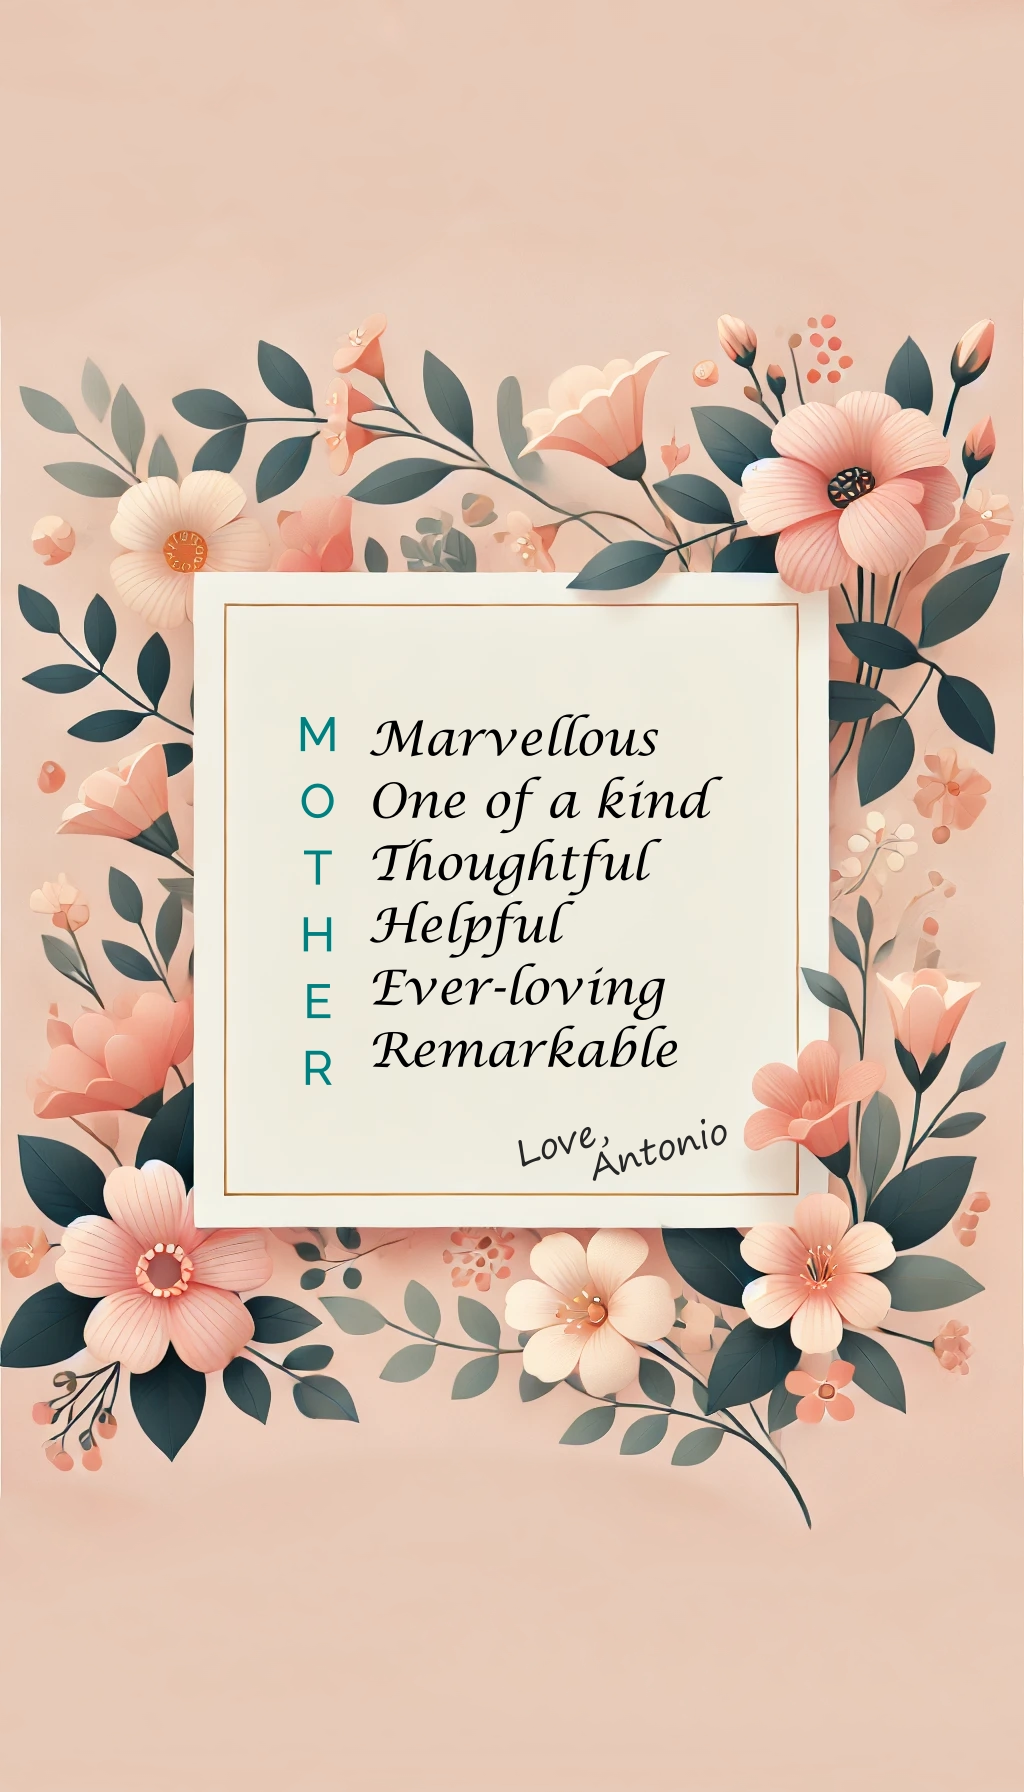 M Marvellous
O One of a kind
T Thoughtful
H Helpful
E Ever-loving
R Remarkable
Love,
Antonio